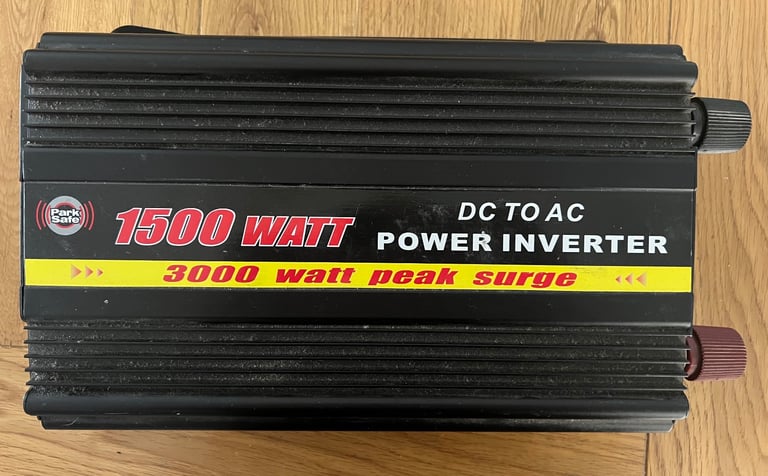 Park
Safe
1500 WATT
DC TO AC
POWER INVERTER
3000 watt peak surge